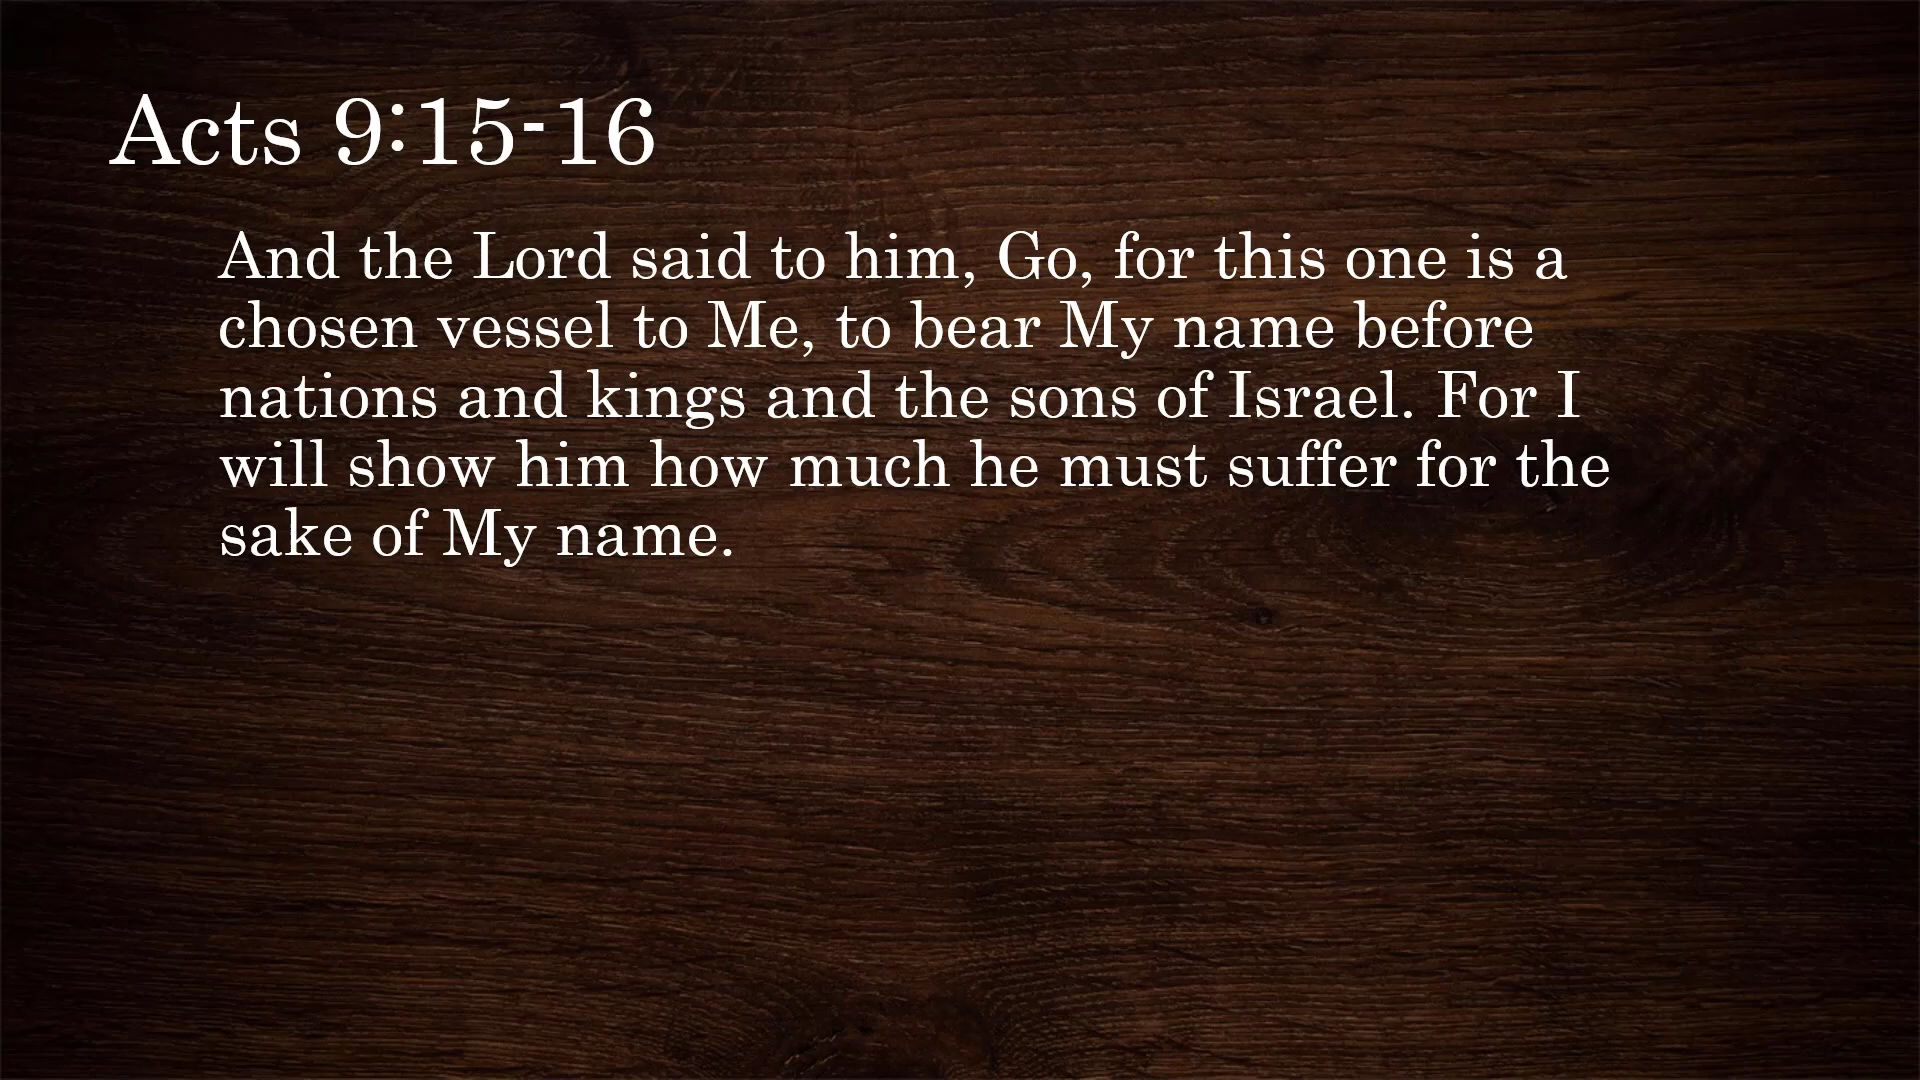 Acts 9:15-16
And the Lord said to him, Go, for this one is a
chosen vessel to Me, to bear My name before
nations and kings and the sons of Israel. For I
will show him how much he must suffer for the
sake of My name.